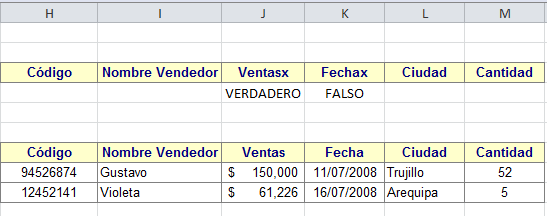 H I J K L M
Código Nombre Vendedor Ventasx Fechax Ciudad Cantidad
VERDADERO FALSO
Código Nombre Vendedor Ventas Fecha Ciudad Cantidad
94526874 Gustavo $ 150,000 11/07/2008 Trujillo 52
12452141 Violeta $ 61,226 16/07/2008 Arequipa 5